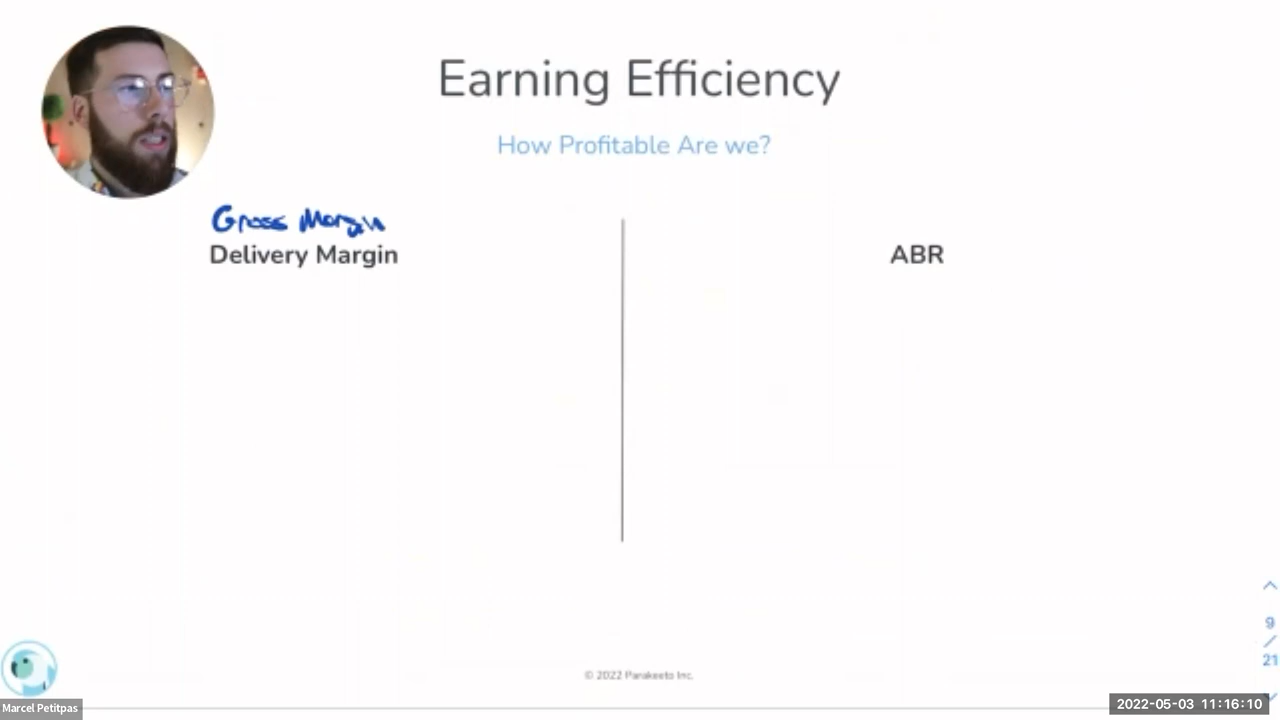 Earning Efficiency
How Profitable Are we?
Gross Margin
Delivery Margin
ABR
9
/
21
© 2022 Parakeeto Inc.
Marcel Petitpas
2022-05-03 11:16:10